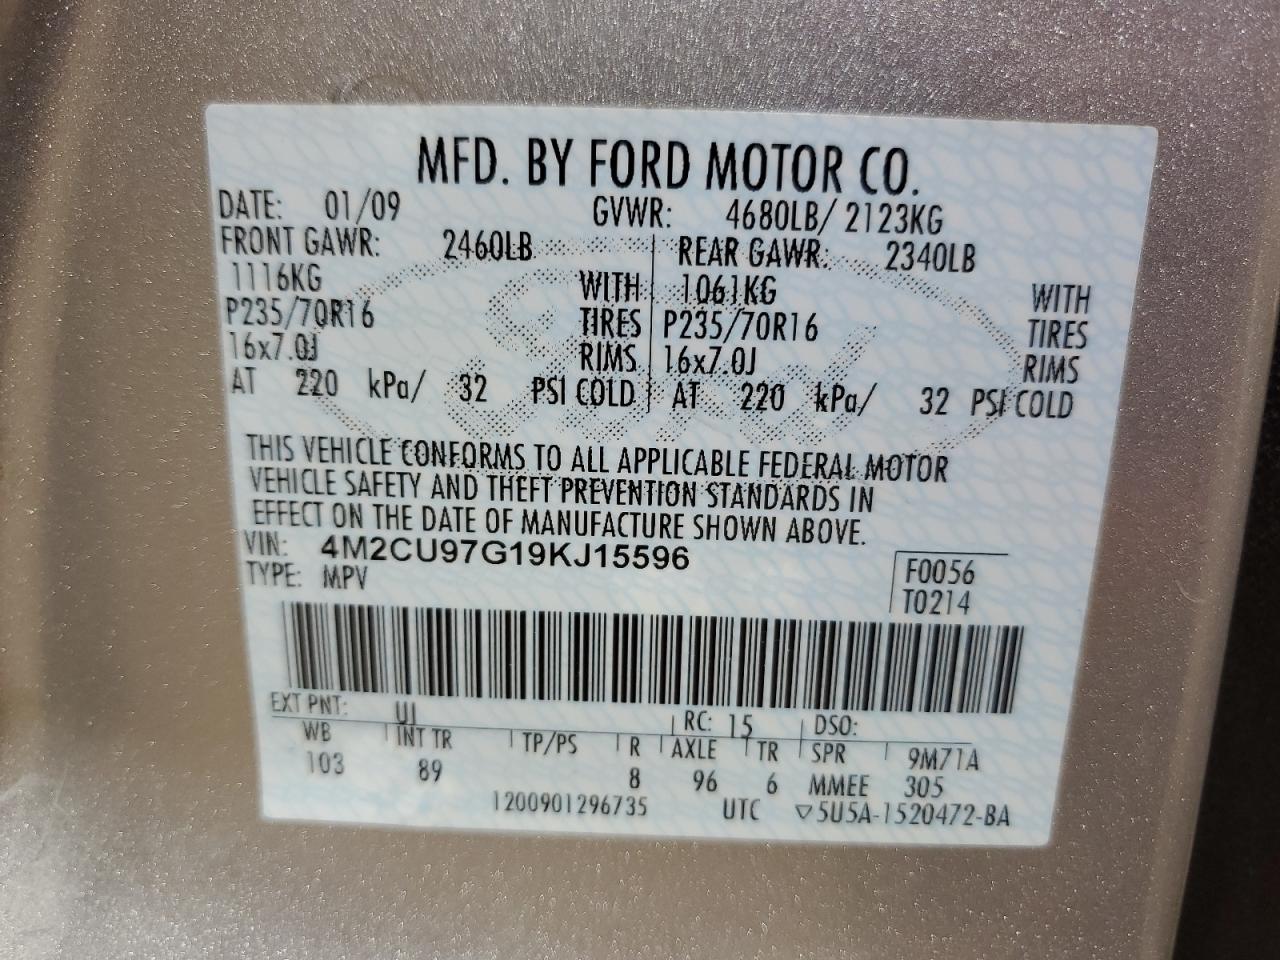 MFD. BY FORD MOTOR CO.
DATE: 01/09 GVWR: 4680LB/ 2123KG
FRONT GAWR: 2460LB REAR GAWR: 2340LB
1116KG WITH 1061KG WITH
P235/70R16 TIRES P235/70R16 TIRES
16x7.0J RIMS 16x7.0J RIMS
AT 220 kPa/ 32 PSI COLD AT 220 kPa/ 32 PSI COLD
THIS VEHICLE CONFORMS TO ALL APPLICABLE FEDERAL MOTOR
VEHICLE SAFETY AND THEFT PREVENTION STANDARDS IN
EFFECT ON THE DATE OF MANUFACTURE SHOWN ABOVE.
VIN: 4M2CU97G19KJ15596
TYPE: MPV
F0056
T0214
EXT PNT: UJ RC: 15 DSO:
WB INT TR TP/PS R AXLE TR SPR 9M71A
103 89 8 96 6 MMEE 305
1200901296735 UTC ▽5U5A-1520472-BA